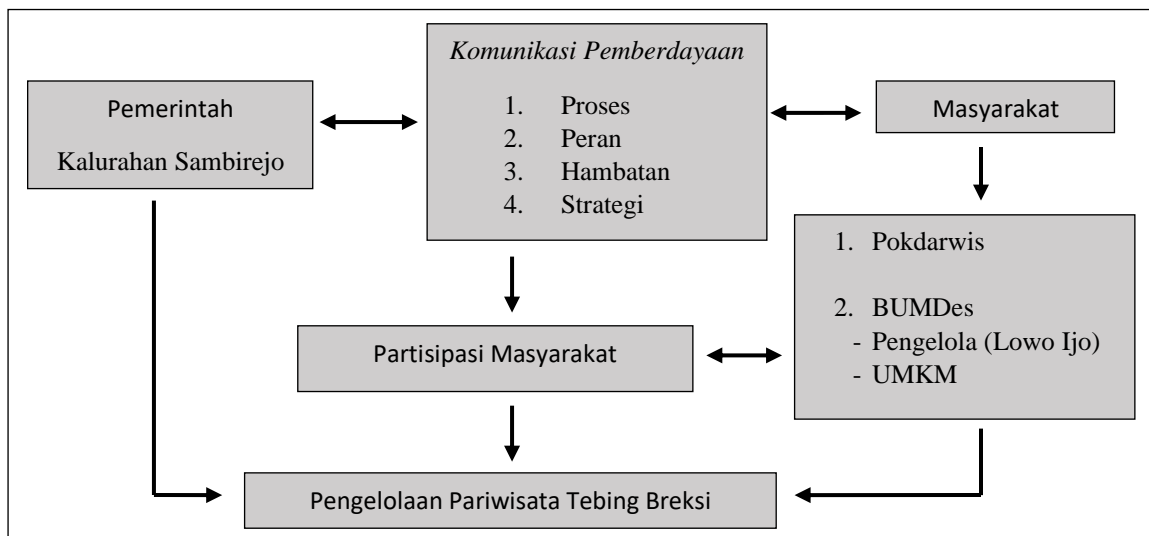 Komunikasi Pemberdayaan
1. Proses
2. Peran
3. Hambatan
4. Strategi
Pemerintah
Kalurahan Sambirejo
Masyarakat
1. Pokdarwis
2. BUMDes
- Pengelola (Lowo Ijo)
- UMKM
Partisipasi Masyarakat
Pengelolaan Pariwisata Tebing Breksi